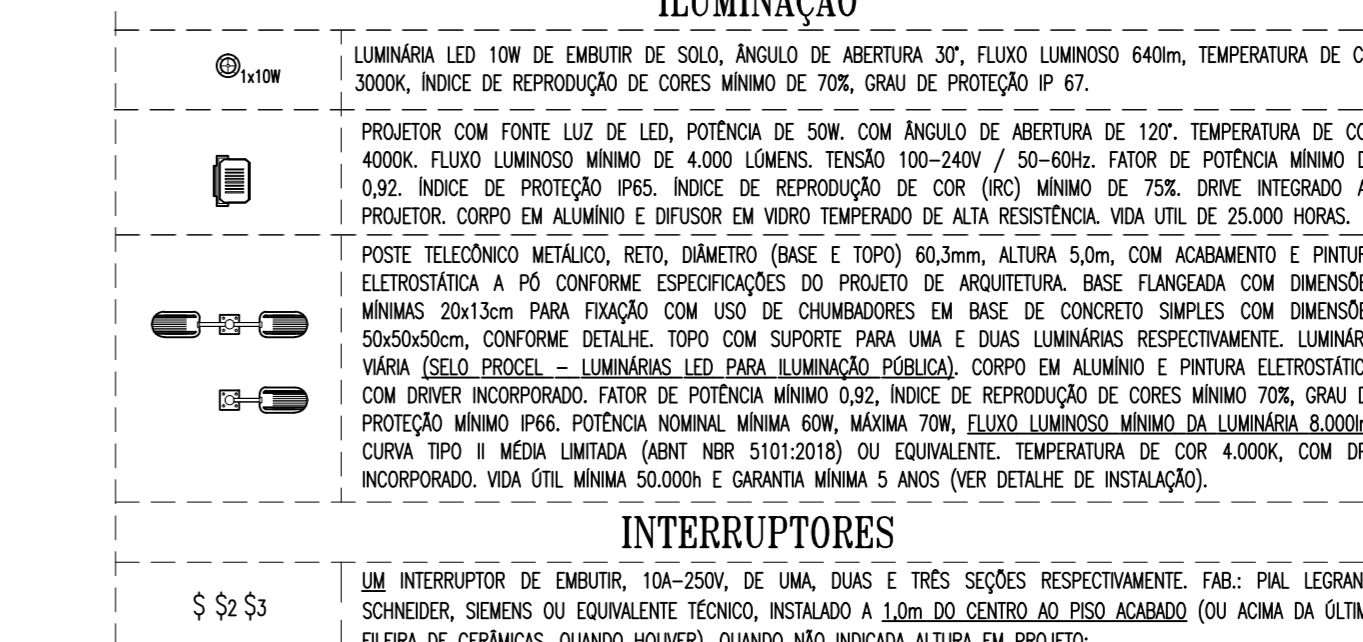 ILUMINAÇÃO
1x10W
LUMINÁRIA LED 10W DE EMBUTIR DE SOLO, ÂNGULO DE ABERTURA 30°, FLUXO LUMINOSO 640lm, TEMPERATURA DE
3000K, ÍNDICE DE REPRODUÇÃO DE CORES MÍNIMO DE 70%, GRAU DE PROTEÇÃO IP 67.
PROJETOR COM FONTE LUZ DE LED, POTÊNCIA DE 50W. COM ÂNGULO DE ABERTURA DE 120°. TEMPERATURA DE
4000K. FLUXO LUMINOSO MÍNIMO DE 4.000 LÚMENS. TENSÃO 100–240V / 50–60Hz. FATOR DE POTÊNCIA MÍNIMO
0,92. ÍNDICE DE PROTEÇÃO IP65. ÍNDICE DE REPRODUÇÃO DE COR (IRC) MÍNIMO DE 75%. DRIVE INTEGRADO
PROJETOR. CORPO EM ALUMÍNIO E DIFUSOR EM VIDRO TEMPERADO DE ALTA RESISTÊNCIA. VIDA UTIL DE 25.000 HORAS.
POSTE TELECÔNICO METÁLICO, RETO, DIÂMETRO (BASE E TOPO) 60,3mm, ALTURA 5,0m, COM ACABAMENTO E PINTUR
ELETROSTÁTICA A PÓ CONFORME ESPECIFICAÇÕES DO PROJETO DE ARQUITETURA. BASE FLANGEADA COM DIMENSÕE
MÍNIMAS 20x13cm PARA FIXAÇÃO COM USO DE CHUMBADORES EM BASE DE CONCRETO SIMPLES COM DIMENSÕE
50x50x50cm, CONFORME DETALHE. TOPO COM SUPORTE PARA UMA E DUAS LUMINÁRIAS RESPECTIVAMENTE. LUMINÁR
VIÁRIA (SELO PROCEL – LUMINÁRIAS LED PARA ILUMINAÇÃO PÚBLICA). CORPO EM ALUMÍNIO E PINTURA ELETROSTÁTIC
COM DRIVER INCORPORADO. FATOR DE POTÊNCIA MÍNIMO 0,92, ÍNDICE DE REPRODUÇÃO DE CORES MÍNIMO 70%, GRAU
PROTEÇÃO MÍNIMO IP66. POTÊNCIA NOMINAL MÍNIMA 60W, MÁXIMA 70W, FLUXO LUMINOSO MÍNIMO DA LUMINÁRIA 8.000l
CURVA TIPO II MÉDIA LIMITADA (ABNT NBR 5101:2018) OU EQUIVALENTE. TEMPERATURA DE COR 4.000K, COM
INCORPORADO. VIDA ÚTIL MÍNIMA 50.000h E GARANTIA MÍNIMA 5 ANOS (VER DETALHE DE INSTALAÇÃO).
INTERRUPTORES
$ $2 $3
UM INTERRUPTOR DE EMBUTIR, 10A–250V, DE UMA, DUAS E TRÊS SEÇÕES RESPECTIVAMENTE. FAB.: PIAL LEGRAN
SCHNEIDER, SIEMENS OU EQUIVALENTE TÉCNICO, INSTALADO A 1,0m DO CENTRO AO PISO ACABADO (OU ACIMA DA ÚLTIM
FILEIRA DE CERÂMICAS, QUANDO HOUVER), QUANDO NÃO INDICADA ALTURA EM PROJETO;